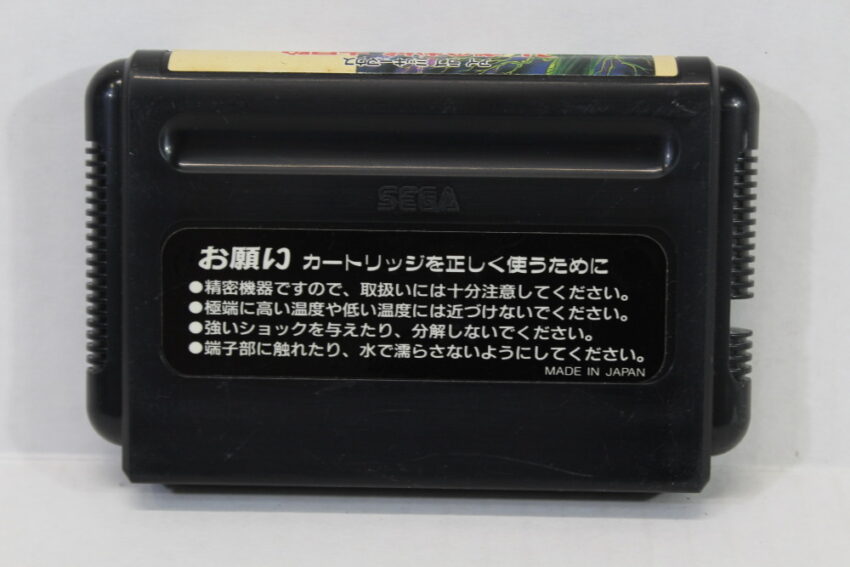 SEGA
お願い カートリッジを正しく使うために
●精密機器ですので、取扱いには十分注意してください。
●極端に高い温度や低い温度には近づけないでください。
●強いショックを与えたり、分解しないでください。
●端子部に触れたり、水で濡らさないようにしてください。
MADE IN JAPAN